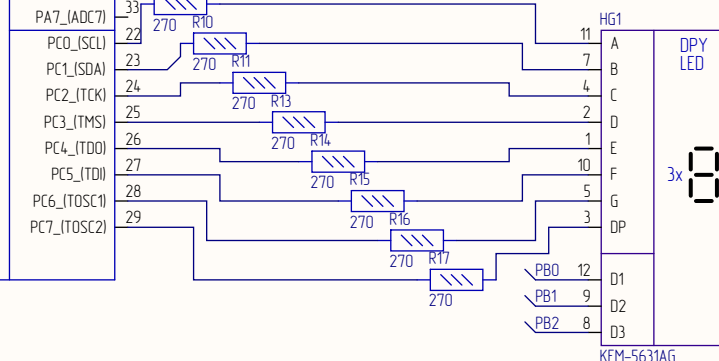 PA7_(ADC7) 33
270 R10
HG1
PC0_(SCL) 22
11 A
DPY
LED
270 R11
PC1_(SDA) 23
7 B
PC2_(TCK) 24
4 C
270 R13
PC3_(TMS) 25
2 D
270 R14
PC4_(TDO) 26
1 E
PC5_(TDI) 27
10 F
3x
270 R15
PC6_(TOSC1) 28
5 G
270 R16
PC7_(TOSC2) 29
3 DP
270 R17
PB0 12 D1
270
PB1 9 D2
PB2 8 D3
KEM-5631AG